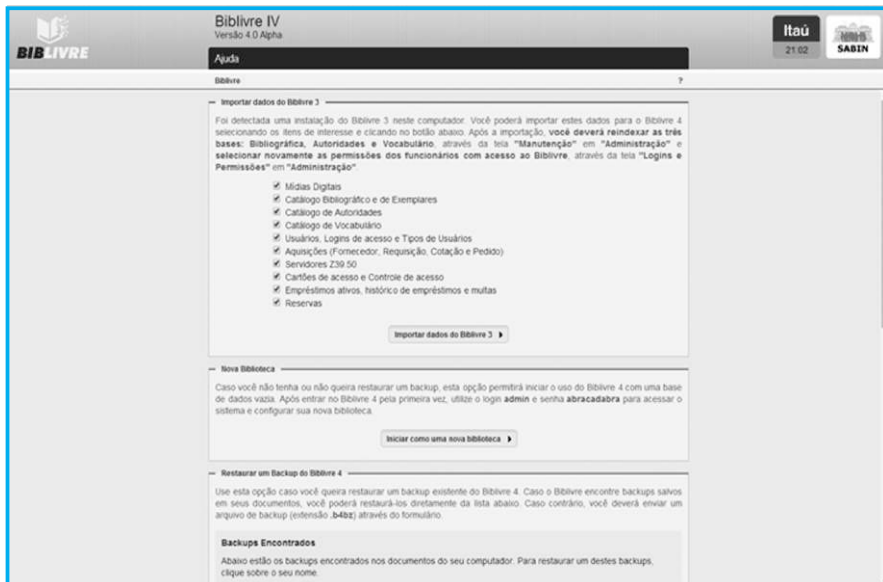 BIBLIVRE
Biblivre IV
Versão 4.0 Alpha
Itaú
21:02
SABIN
Ajuda
Biblivre ?
Importar dados do Biblivre 3
Foi detectada uma instalação do Biblivre 3 neste computador. Você poderá importar estes dados para o Biblivre 4
selecionando os itens de interesse e clicando no botão abaixo. Após a importação, você deverá reindexar as três
bases: Bibliográfica, Autoridades e Vocabulário, através da tela "Manutenção" em "Administração" e
selecionar novamente as permissões dos funcionários com acesso ao Biblivre, através da tela "Logins e
Permissões" em "Administração".
Mídias Digitais
Catálogo Bibliográfico e de Exemplares
Catálogo de Autoridades
Catálogo de Vocabulário
Usuários, Logins de acesso e Tipos de Usuários
Aquisições (Fornecedor, Requisição, Cotação e Pedido)
Servidores Z39.50
Cartões de acesso e Controle de acesso
Empréstimos ativos, histórico de empréstimos e multas
Reservas
Importar dados do Biblivre 3
Nova Biblioteca
Caso você não tenha ou não queira restaurar um backup, esta opção permitirá iniciar o uso do Biblivre 4 com uma base
de dados vazia. Após entrar no Biblivre 4 pela primeira vez, utilize o login admin e senha abracadabra para acessar o
sistema e configurar sua nova biblioteca.
Iniciar como uma nova biblioteca
Restaurar um Backup do Biblivre 4
Use esta opção caso você queira restaurar um backup existente do Biblivre 4. Caso o Biblivre encontre backups salvos
em seus documentos, você poderá restaurá-los diretamente da lista abaixo. Caso contrário, você deverá enviar um
arquivo de backup (extensão .b4bz) através do formulário.
Backups Encontrados
Abaixo estão os backups encontrados nos documentos do seu computador. Para restaurar um destes backups,
clique sobre o seu nome.